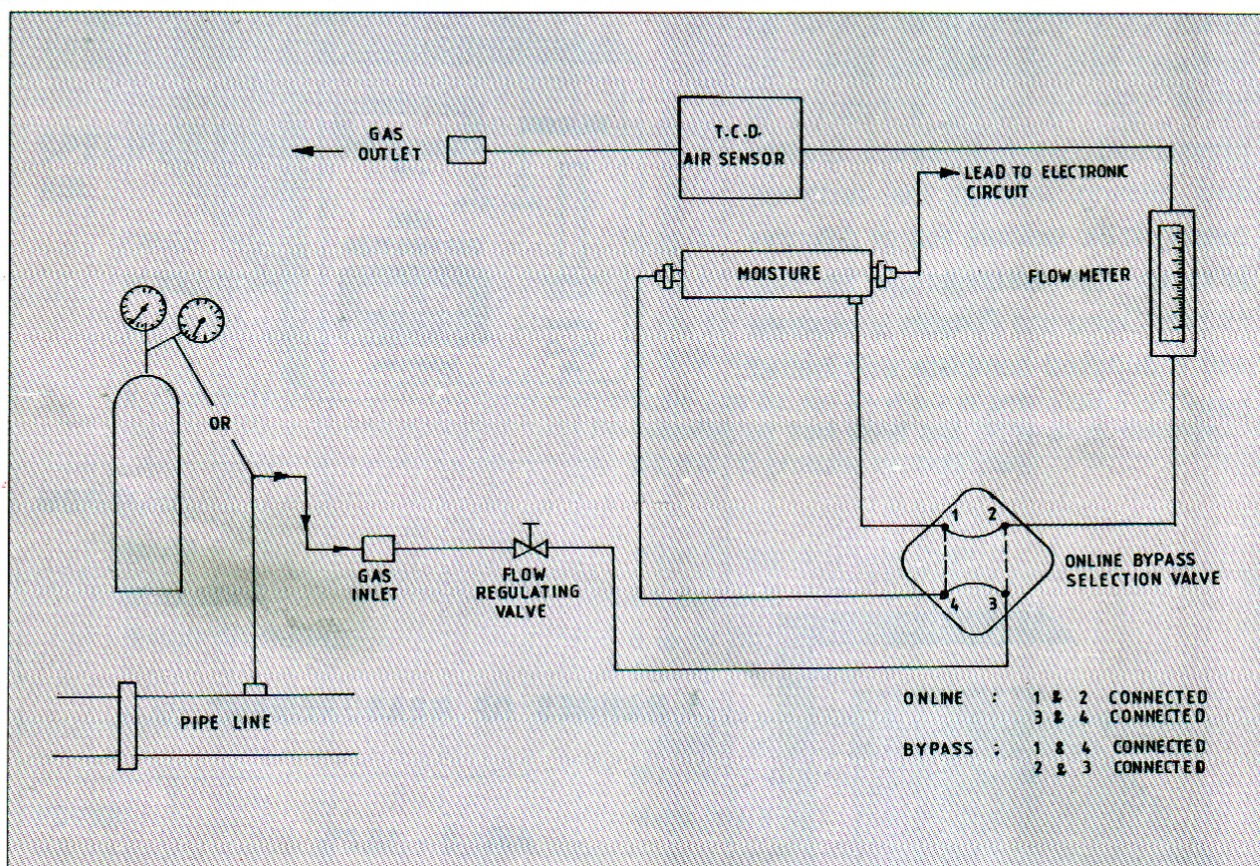 T.C.D.
AIR SENSOR
GAS
OUTLET
LEAD TO ELECTRONIC
CIRCUIT
MOISTURE
FLOW METER
OR
1 2
4 3
ONLINE BYPASS
SELECTION VALVE
GAS
INLET
FLOW
REGULATING
VALVE
PIPE LINE
ONLINE : 1 & 2 CONNECTED
3 & 4 CONNECTED
BYPASS : 1 & 4 CONNECTED
2 & 3 CONNECTED